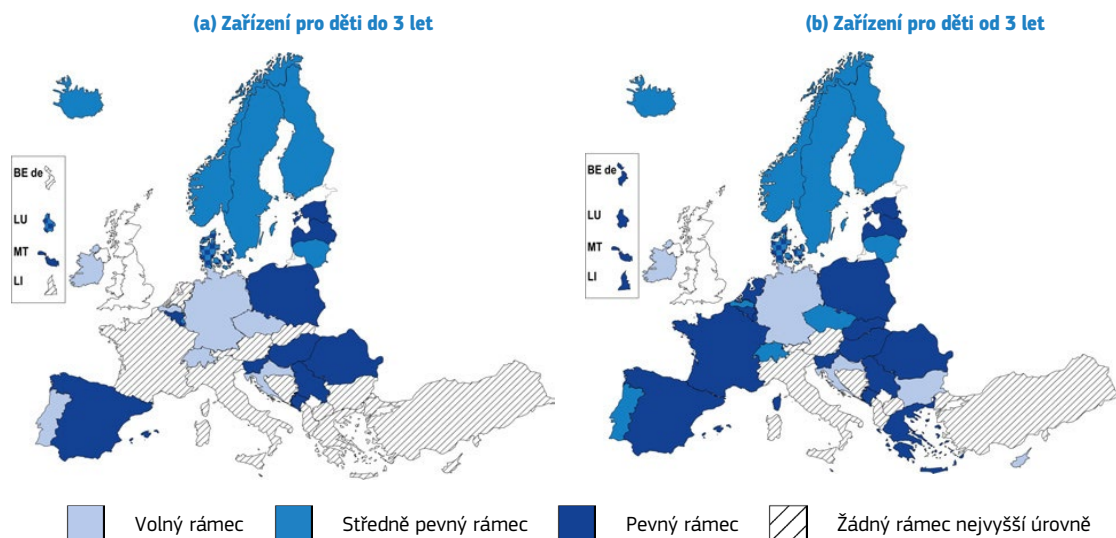 (a) Zařízení pro děti do 3 let
(b) Zařízení pro děti od 3 let
BE de
LU
MT
LI
BE de
LU
MT
LI
Volný rámec
Středně pevný rámec
Pevný rámec
Žádný rámec nejvyšší úrovně